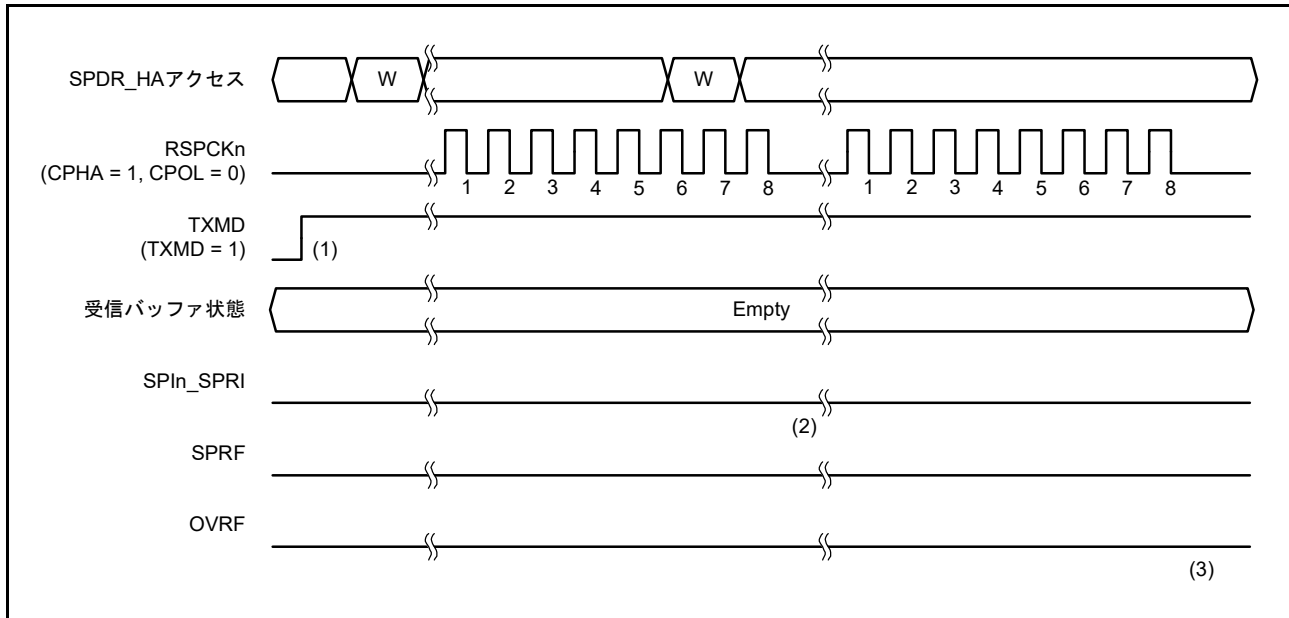 SPDR_HAアクセス
W
W
RSPCKn
(CPHA = 1, CPOL = 0)
1 2 3 4 5 6 7 8
1 2 3 4 5 6 7 8
TXMD
(TXMD = 1)
(1)
受信バッファ状態
Empty
SPIn_SPRI
(2)
SPRF
OVRF
(3)